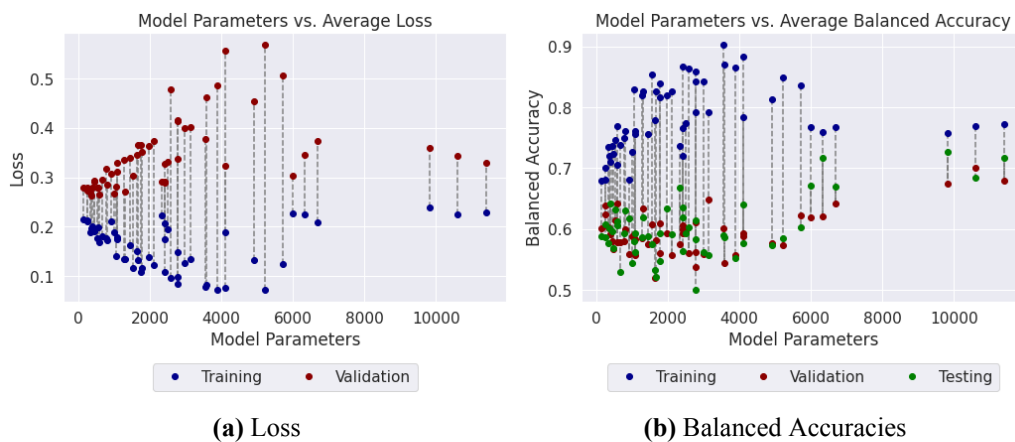 Model Parameters vs. Average Loss
Loss
0.5
0.4
0.3
0.2
0.1
0 2000 4000 6000 8000 10000
Model Parameters
Training Validation
(a) Loss
Model Parameters vs. Average Balanced Accuracy
Balanced Accuracy
0.9
0.8
0.7
0.6
0.5
0 2000 4000 6000 8000 10000
Model Parameters
Training Validation Testing
(b) Balanced Accuracies